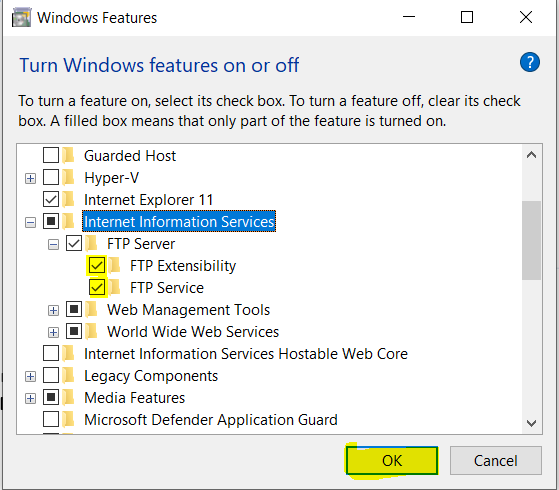 Windows Features
Turn Windows features on or off
?
To turn a feature on, select its check box. To turn a feature off, clear its check
box. A filled box means that only part of the feature is turned on.
Guarded Host
Hyper-V
Internet Explorer 11
Internet Information Services
FTP Server
FTP Extensibility
FTP Service
Web Management Tools
World Wide Web Services
Internet Information Services Hostable Web Core
Legacy Components
Media Features
Microsoft Defender Application Guard
OK
Cancel